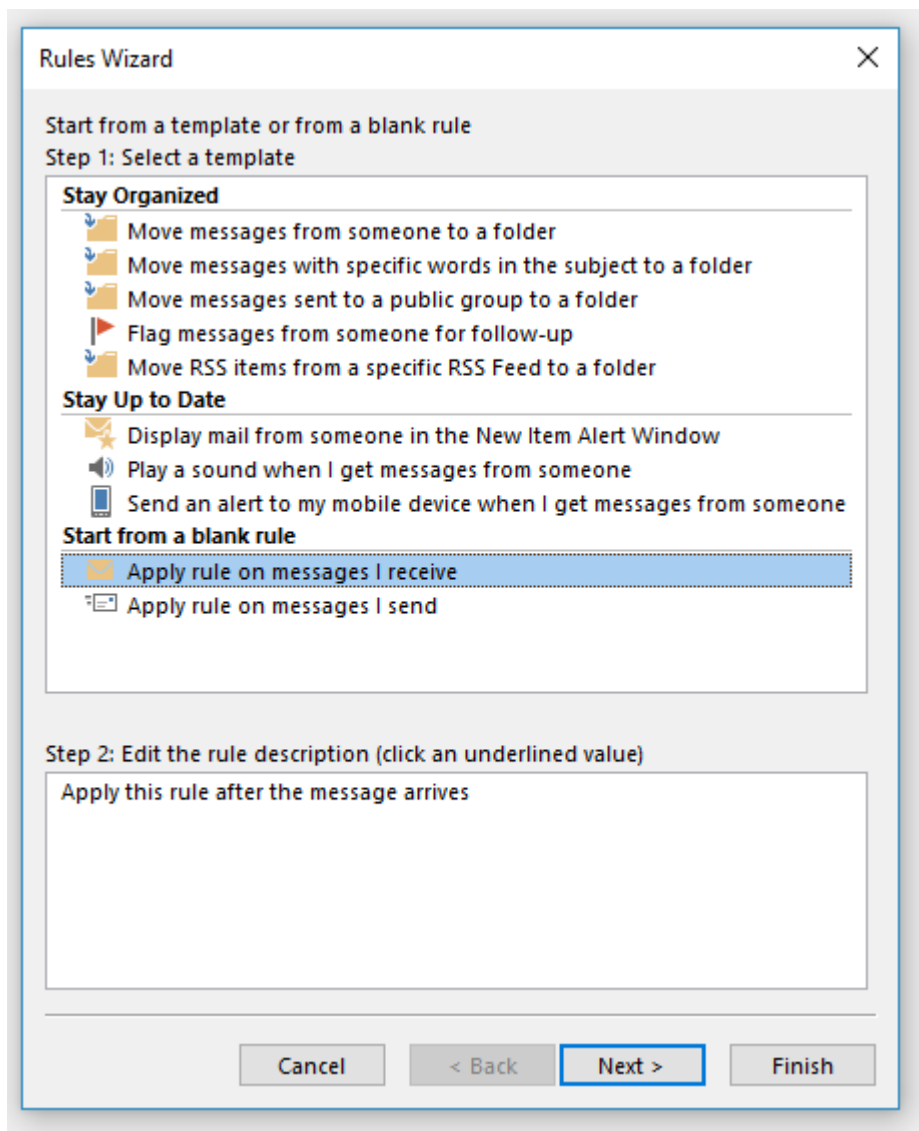 Rules Wizard
Start from a template or from a blank rule
Step 1: Select a template
Stay Organized
Move messages from someone to a folder
Move messages with specific words in the subject to a folder
Move messages sent to a public group to a folder
Flag messages from someone for follow-up
Move RSS items from a specific RSS Feed to a folder
Stay Up to Date
Display mail from someone in the New Item Alert Window
Play a sound when I get messages from someone
Send an alert to my mobile device when I get messages from someone
Start from a blank rule
Apply rule on messages I receive
Apply rule on messages I send
Step 2: Edit the rule description (click an underlined value)
Apply this rule after the message arrives
Cancel < Back Next > Finish